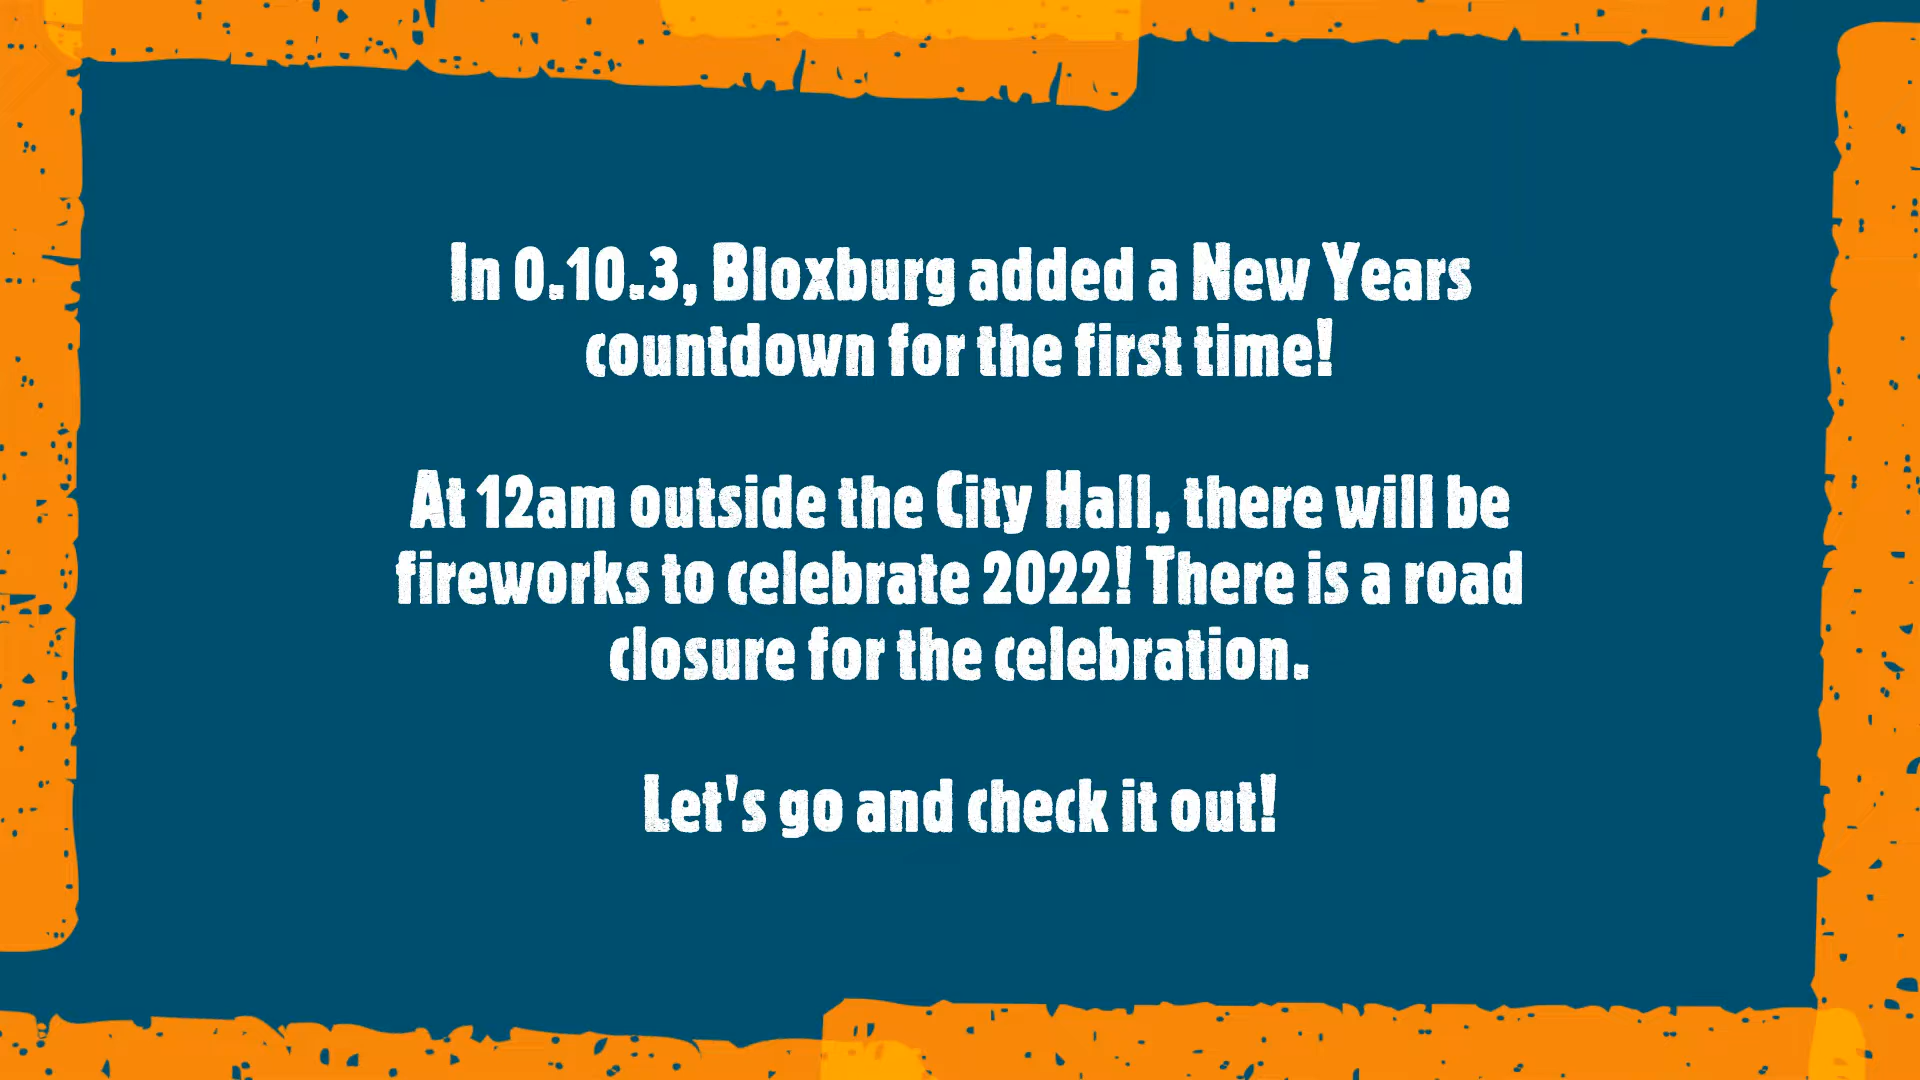 In 0.10.3, Bloxburg added a New Years
countdown for the first time!
At 12am outside the City Hall, there will be
fireworks to celebrate 2022! There is a road
closure for the celebration.
Let's go and check it out!